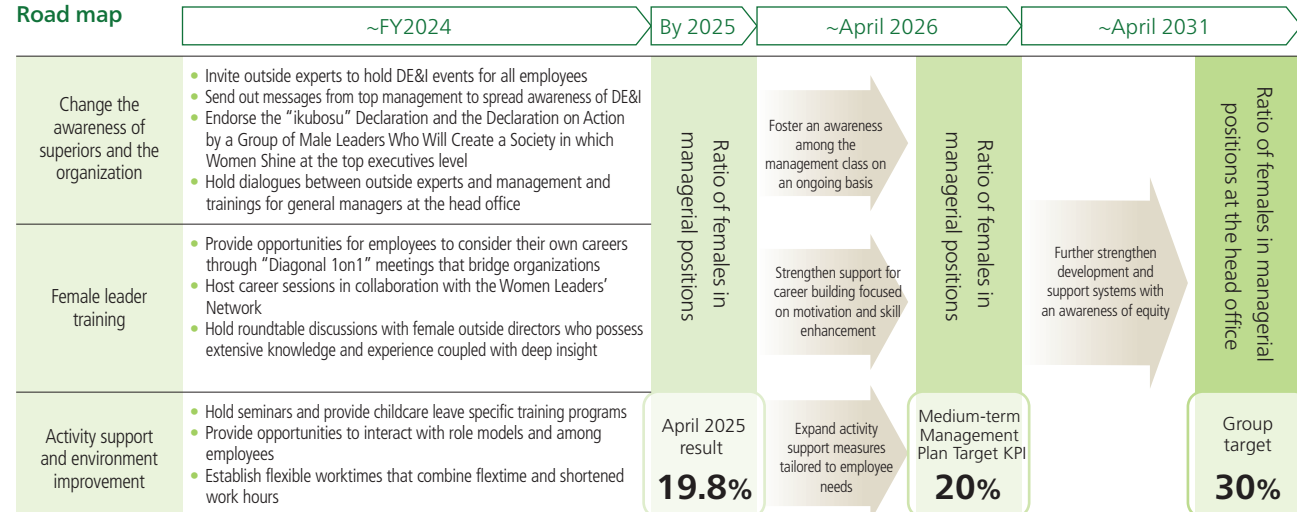 Road map
~FY2024
By 2025
~April 2026
~April 2031
Change the
awareness of
superiors and the
organization
• Invite outside experts to hold DE&I events for all employees
• Send out messages from top management to spread awareness of DE&I
• Endorse the “ikubosu” Declaration and the Declaration on Action
by a Group of Male Leaders Who Will Create a Society in which
Women Shine at the top executives level
• Hold dialogues between outside experts and management and
trainings for general managers at the head office
Female leader
training
• Provide opportunities for employees to consider their own careers
through “Diagonal 1on1” meetings that bridge organizations
• Host career sessions in collaboration with the Women Leaders’
Network
• Hold roundtable discussions with female outside directors who possess
extensive knowledge and experience coupled with deep insight
Activity support
and environment
improvement
• Hold seminars and provide childcare leave specific training programs
• Provide opportunities to interact with role models and among
employees
• Establish flexible worktimes that combine flextime and shortened
work hours
Ratio of females in
managerial positions
April 2025
result
19.8%
Foster an awareness
among the
management class on
an ongoing basis
Strengthen support for
career building focused
on motivation and skill
enhancement
Expand activity
support measures
tailored to employee
needs
Ratio of females in
managerial positions
Medium-term
Management
Plan Target KPI
20%
Further strengthen
development and
support systems with
an awareness of equity
Ratio of females in managerial
positions at the head office
Group
target
30%